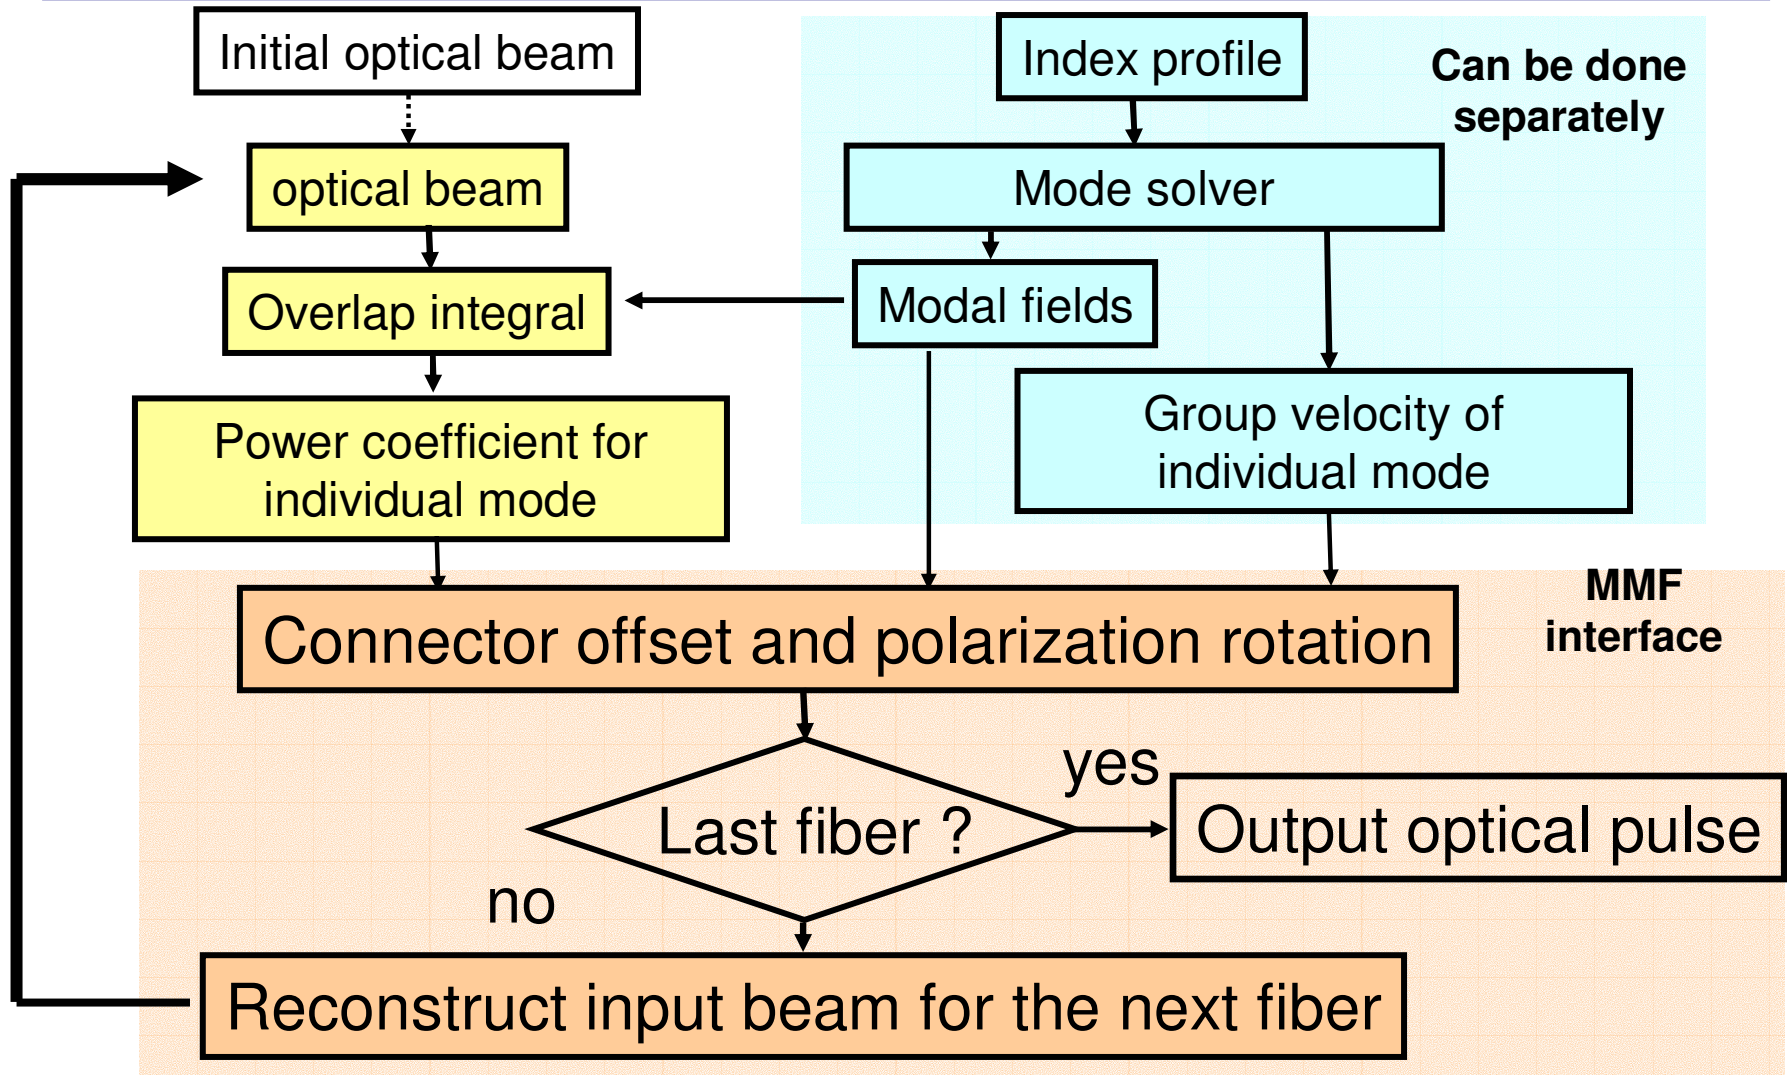 Initial optical beam
Index profile
Can be done
separately
optical beam
Mode solver
Overlap integral
Modal fields
Power coefficient for
individual mode
Group velocity of
individual mode
MMF
interface
Connector offset and polarization rotation
yes
Last fiber ?
Output optical pulse
no
Reconstruct input beam for the next fiber